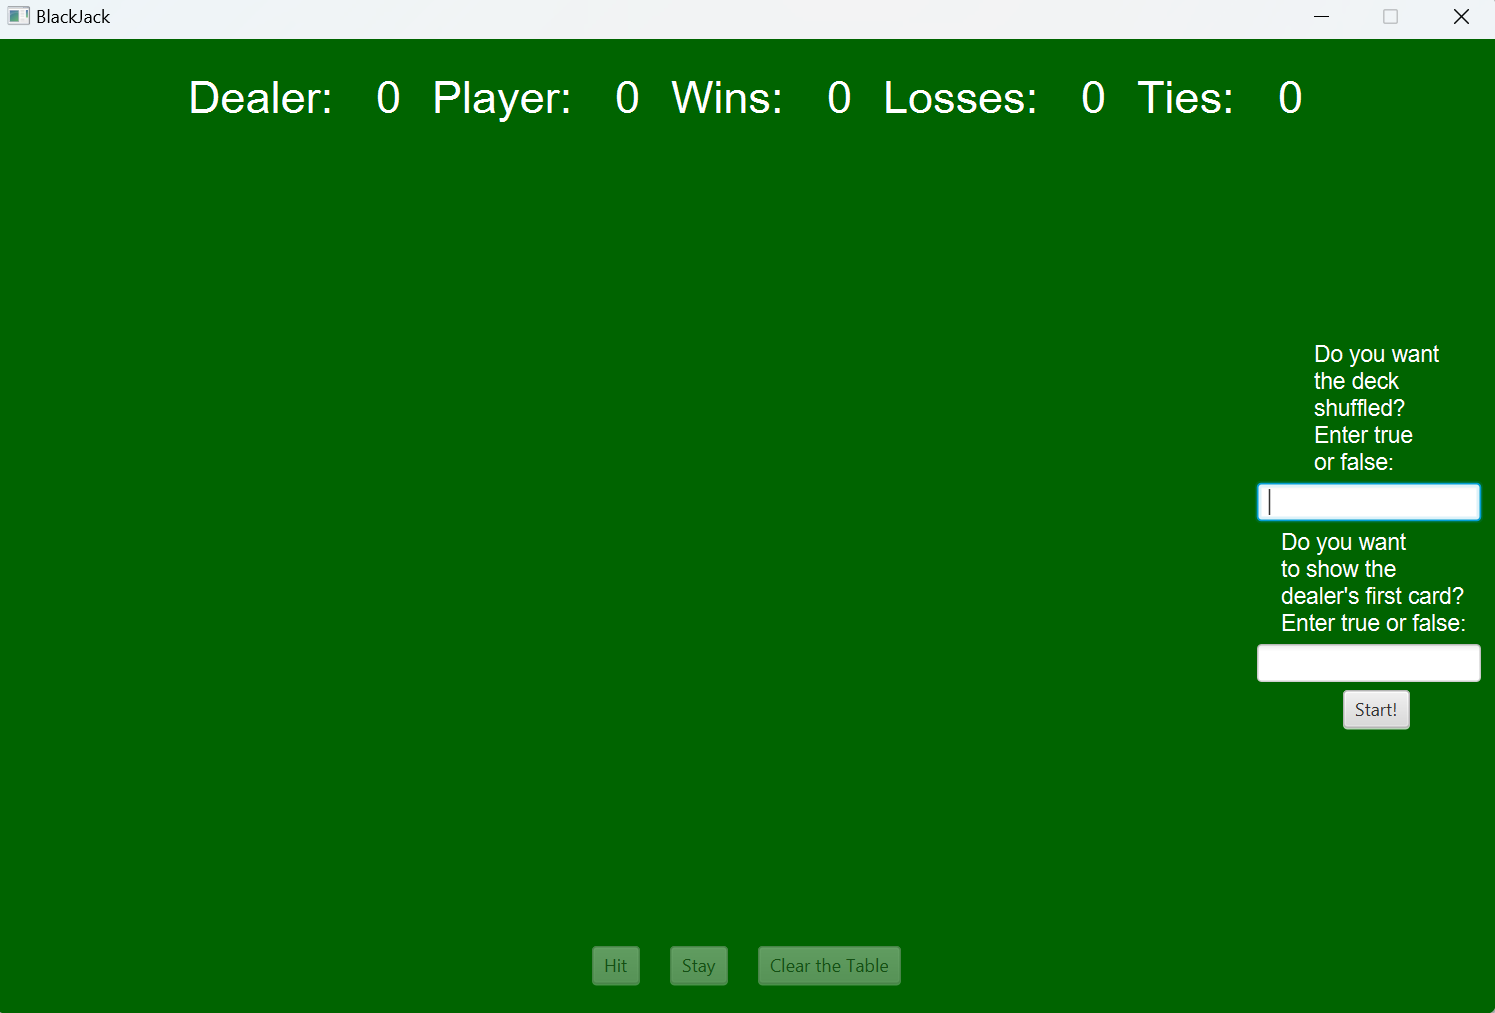 BlackJack
Dealer: 0 Player: 0 Wins: 0 Losses: 0 Ties: 0
Do you want
the deck
shuffled?
Enter true
or false:
Do you want
to show the
dealer's first card?
Enter true or false:
Start!
Hit Stay Clear the Table